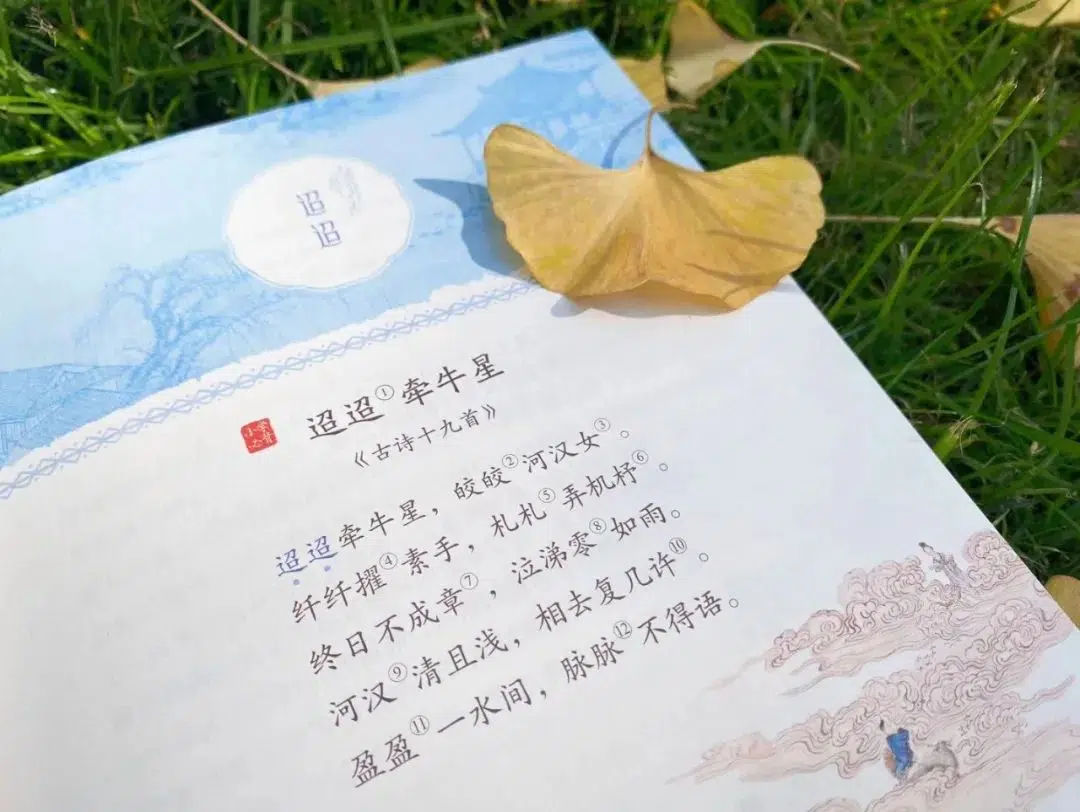 迢
迢
迢迢①牵牛星
小学
必背
《古诗十九首》
迢迢牵牛星，皎皎②河汉女③。
纤纤擢④素手，札札⑤弄机杼⑥。
终日不成章⑦，泣涕零⑧如雨。
河汉⑨清且浅，相去复几许⑩。
盈盈⑪一水间，脉脉⑫不得语。